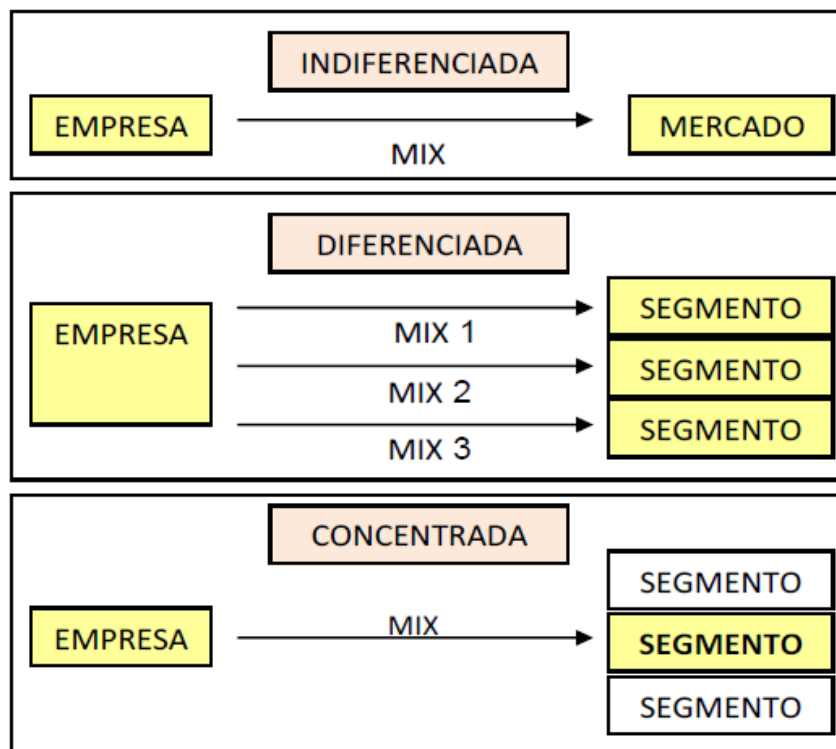 INDIFERENCIADA
EMPRESA
MERCADO
MIX
DIFERENCIADA
EMPRESA
SEGMENTO
MIX 1
SEGMENTO
MIX 2
SEGMENTO
MIX 3
CONCENTRADA
SEGMENTO
EMPRESA
MIX
SEGMENTO
SEGMENTO